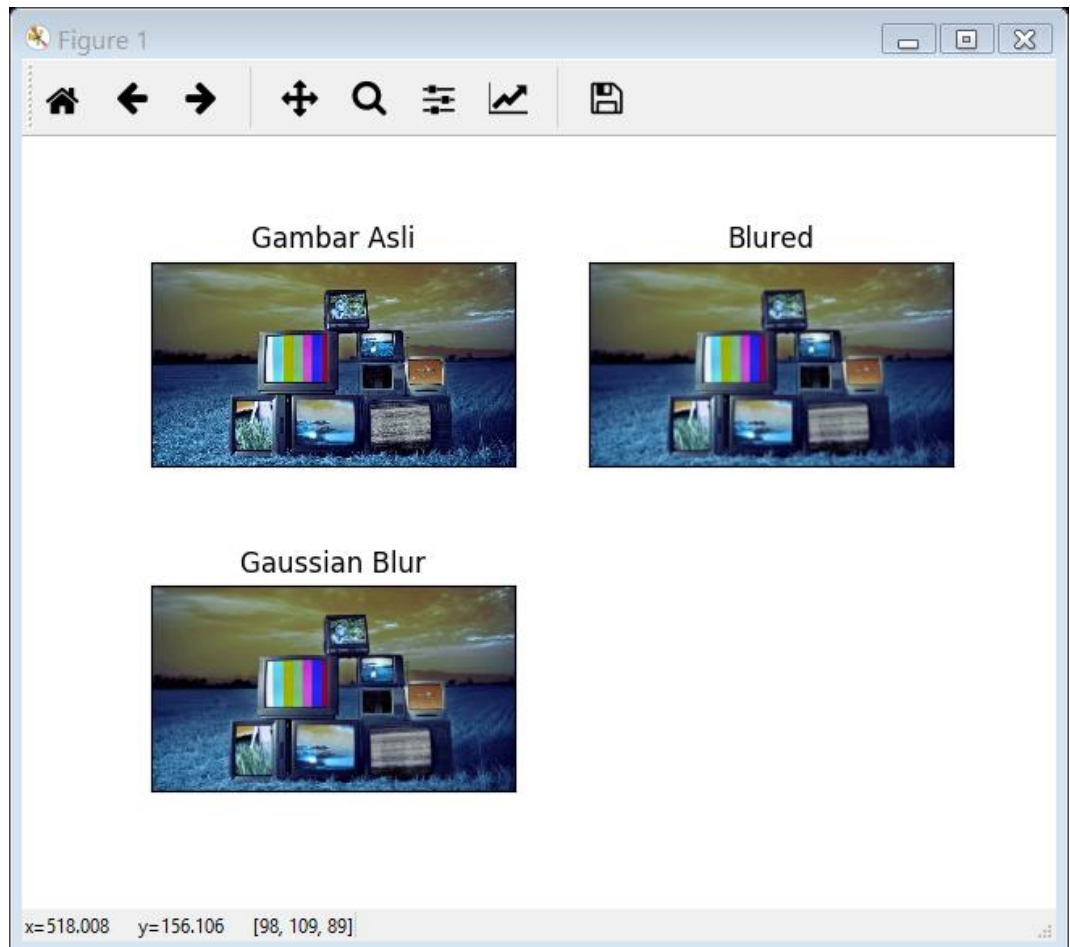 Figure 1
Gambar Asli
Blured
Gaussian Blur
x=518.008 y=156.106 [98, 109, 89]